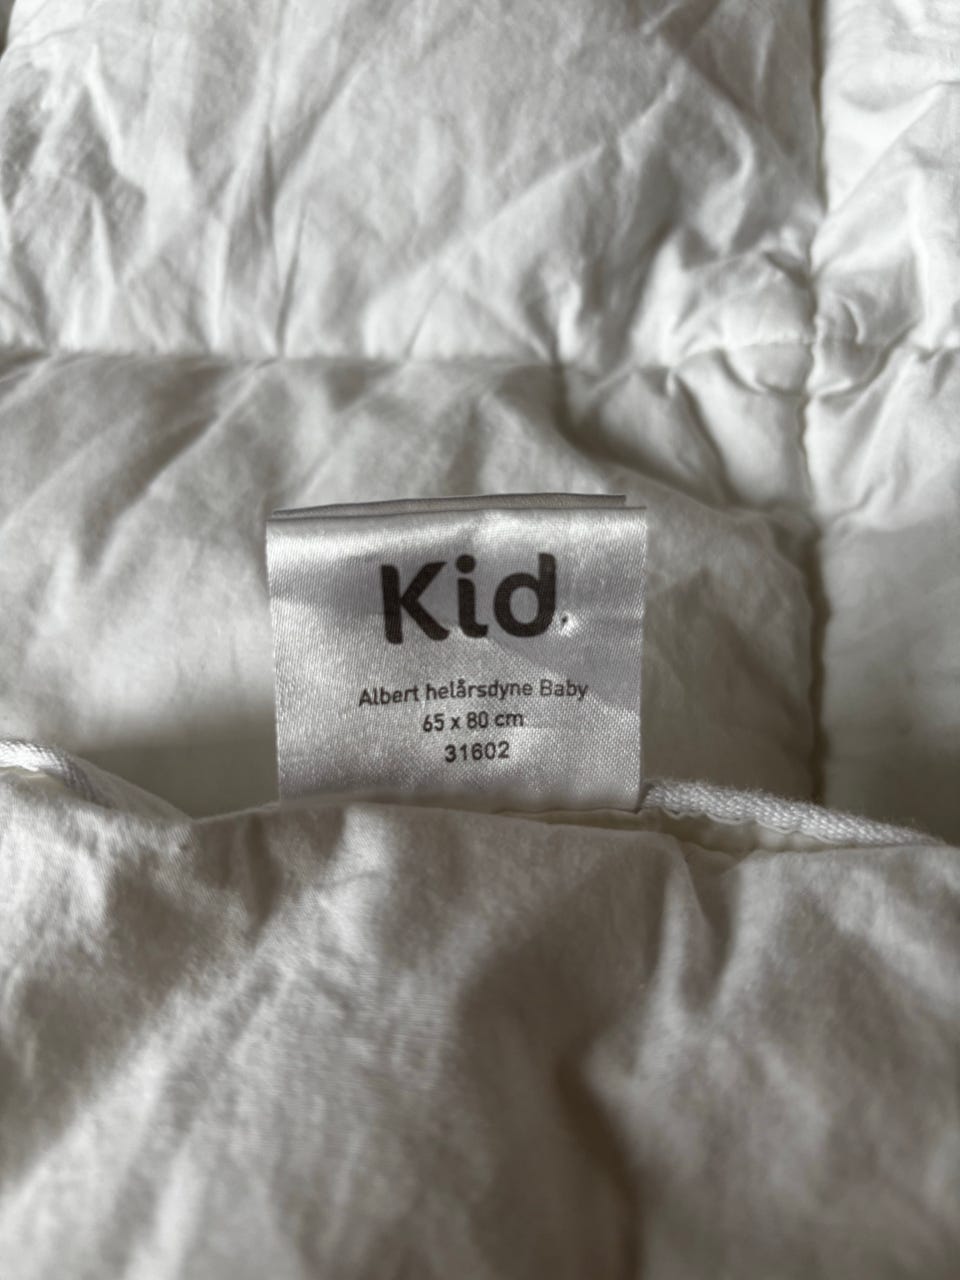 Kid.
Albert helårsdyne Baby
65 x 80 cm
31602